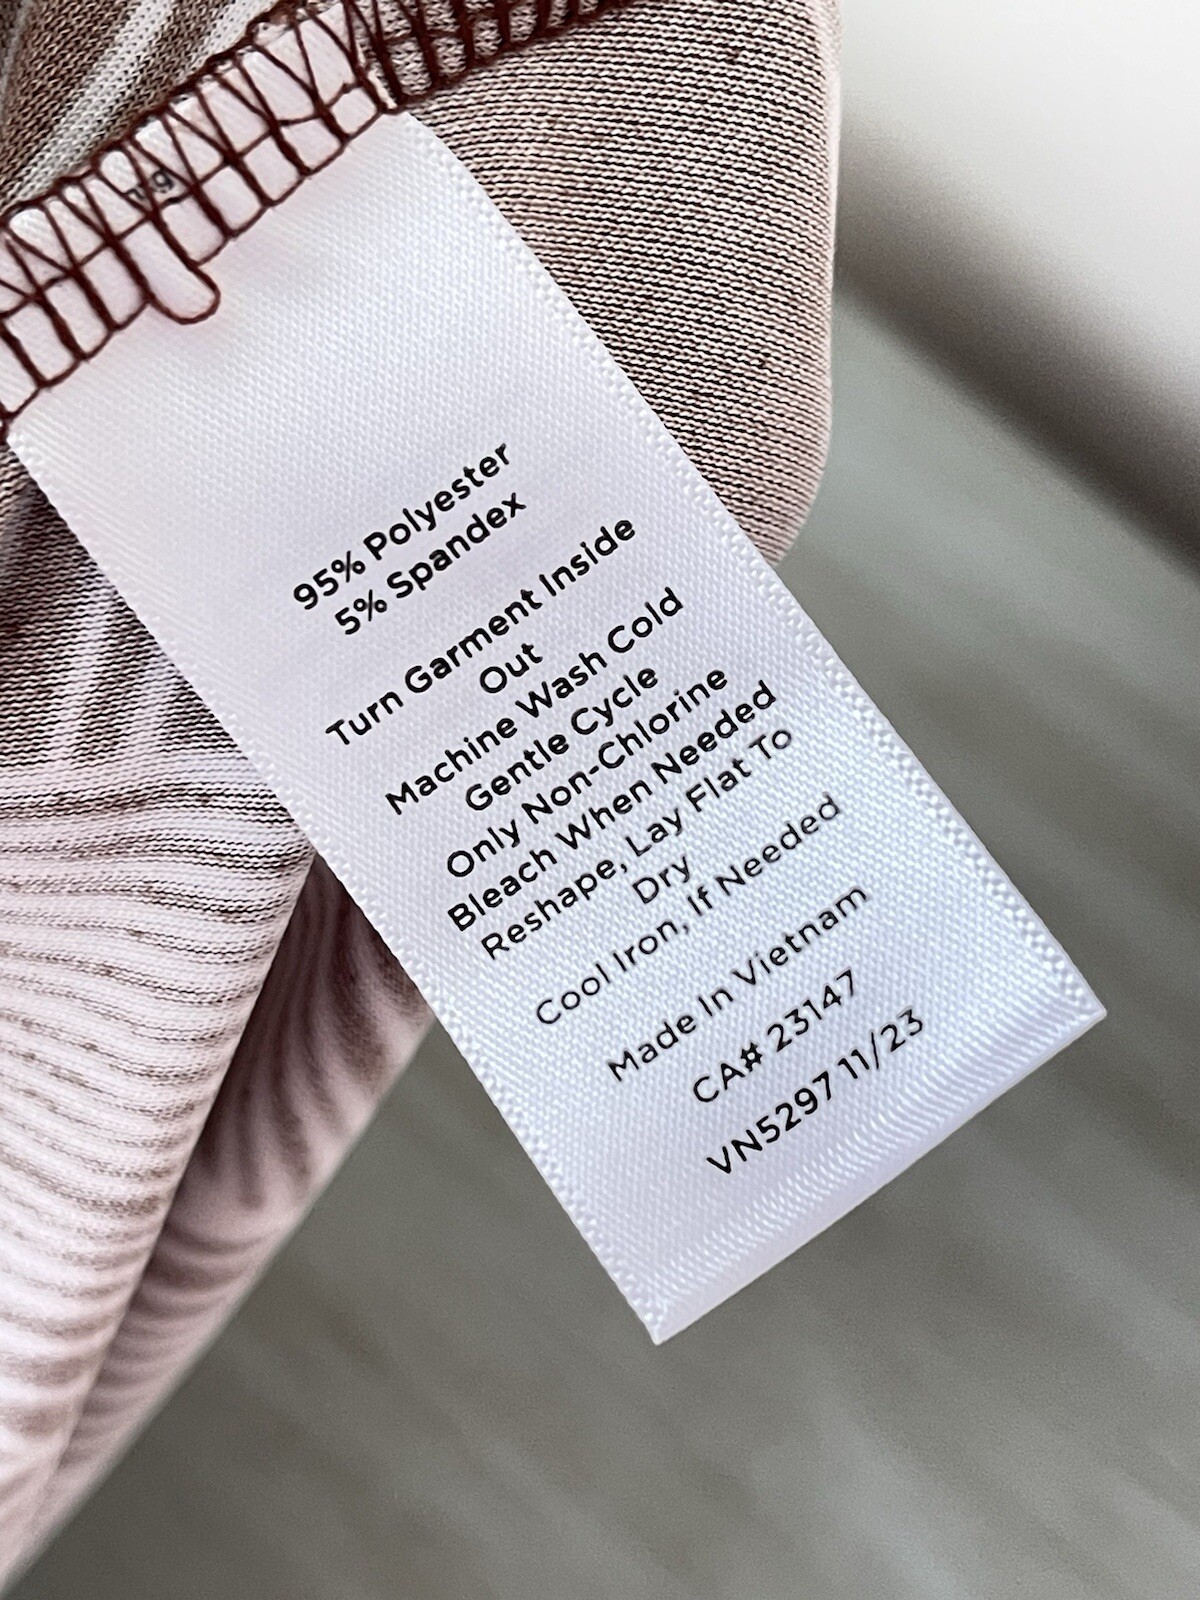 95% Polyester
5% Spandex
Turn Garment Inside
Out
Machine Wash Cold
Gentle Cycle
Only Non-Chlorine
Bleach When Needed
Reshape, Lay Flat To
Dry
Cool Iron, If Needed
Made In Vietnam
CA# 23147
VN5297 11/23